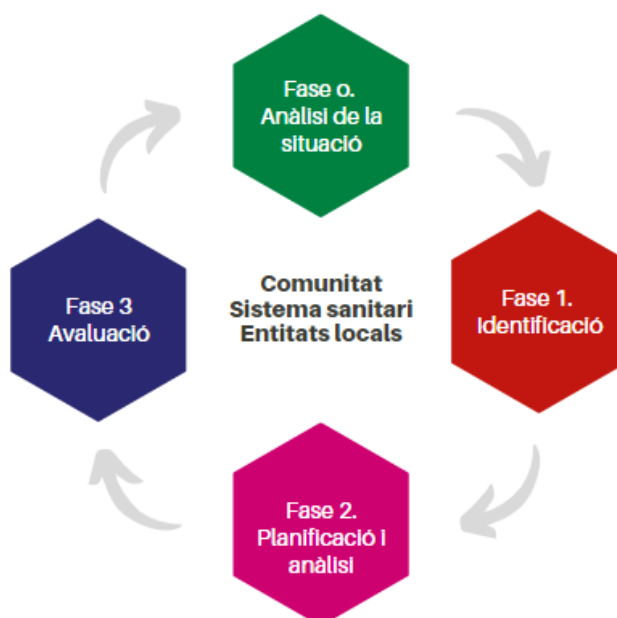 Fase 0.
Anàlisi de la
situació
Comunitat
Sistema sanitari
Entitats locals
Fase 1.
Identificació
Fase 2.
Planificació i
anàlisi
Fase 3
Avaluació